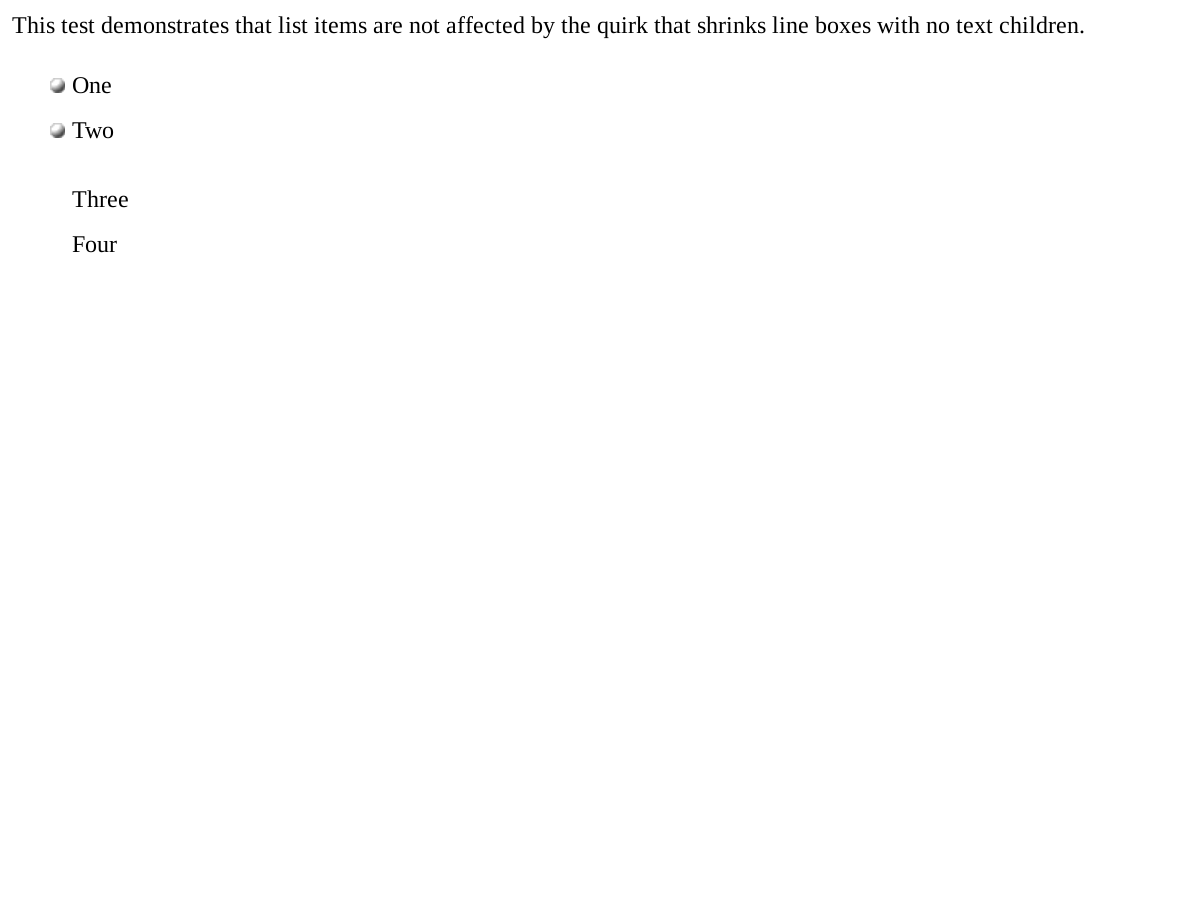 This test demonstrates that list items are not affected by the quirk that shrinks line boxes with no text children.
One
Two
Three
Four